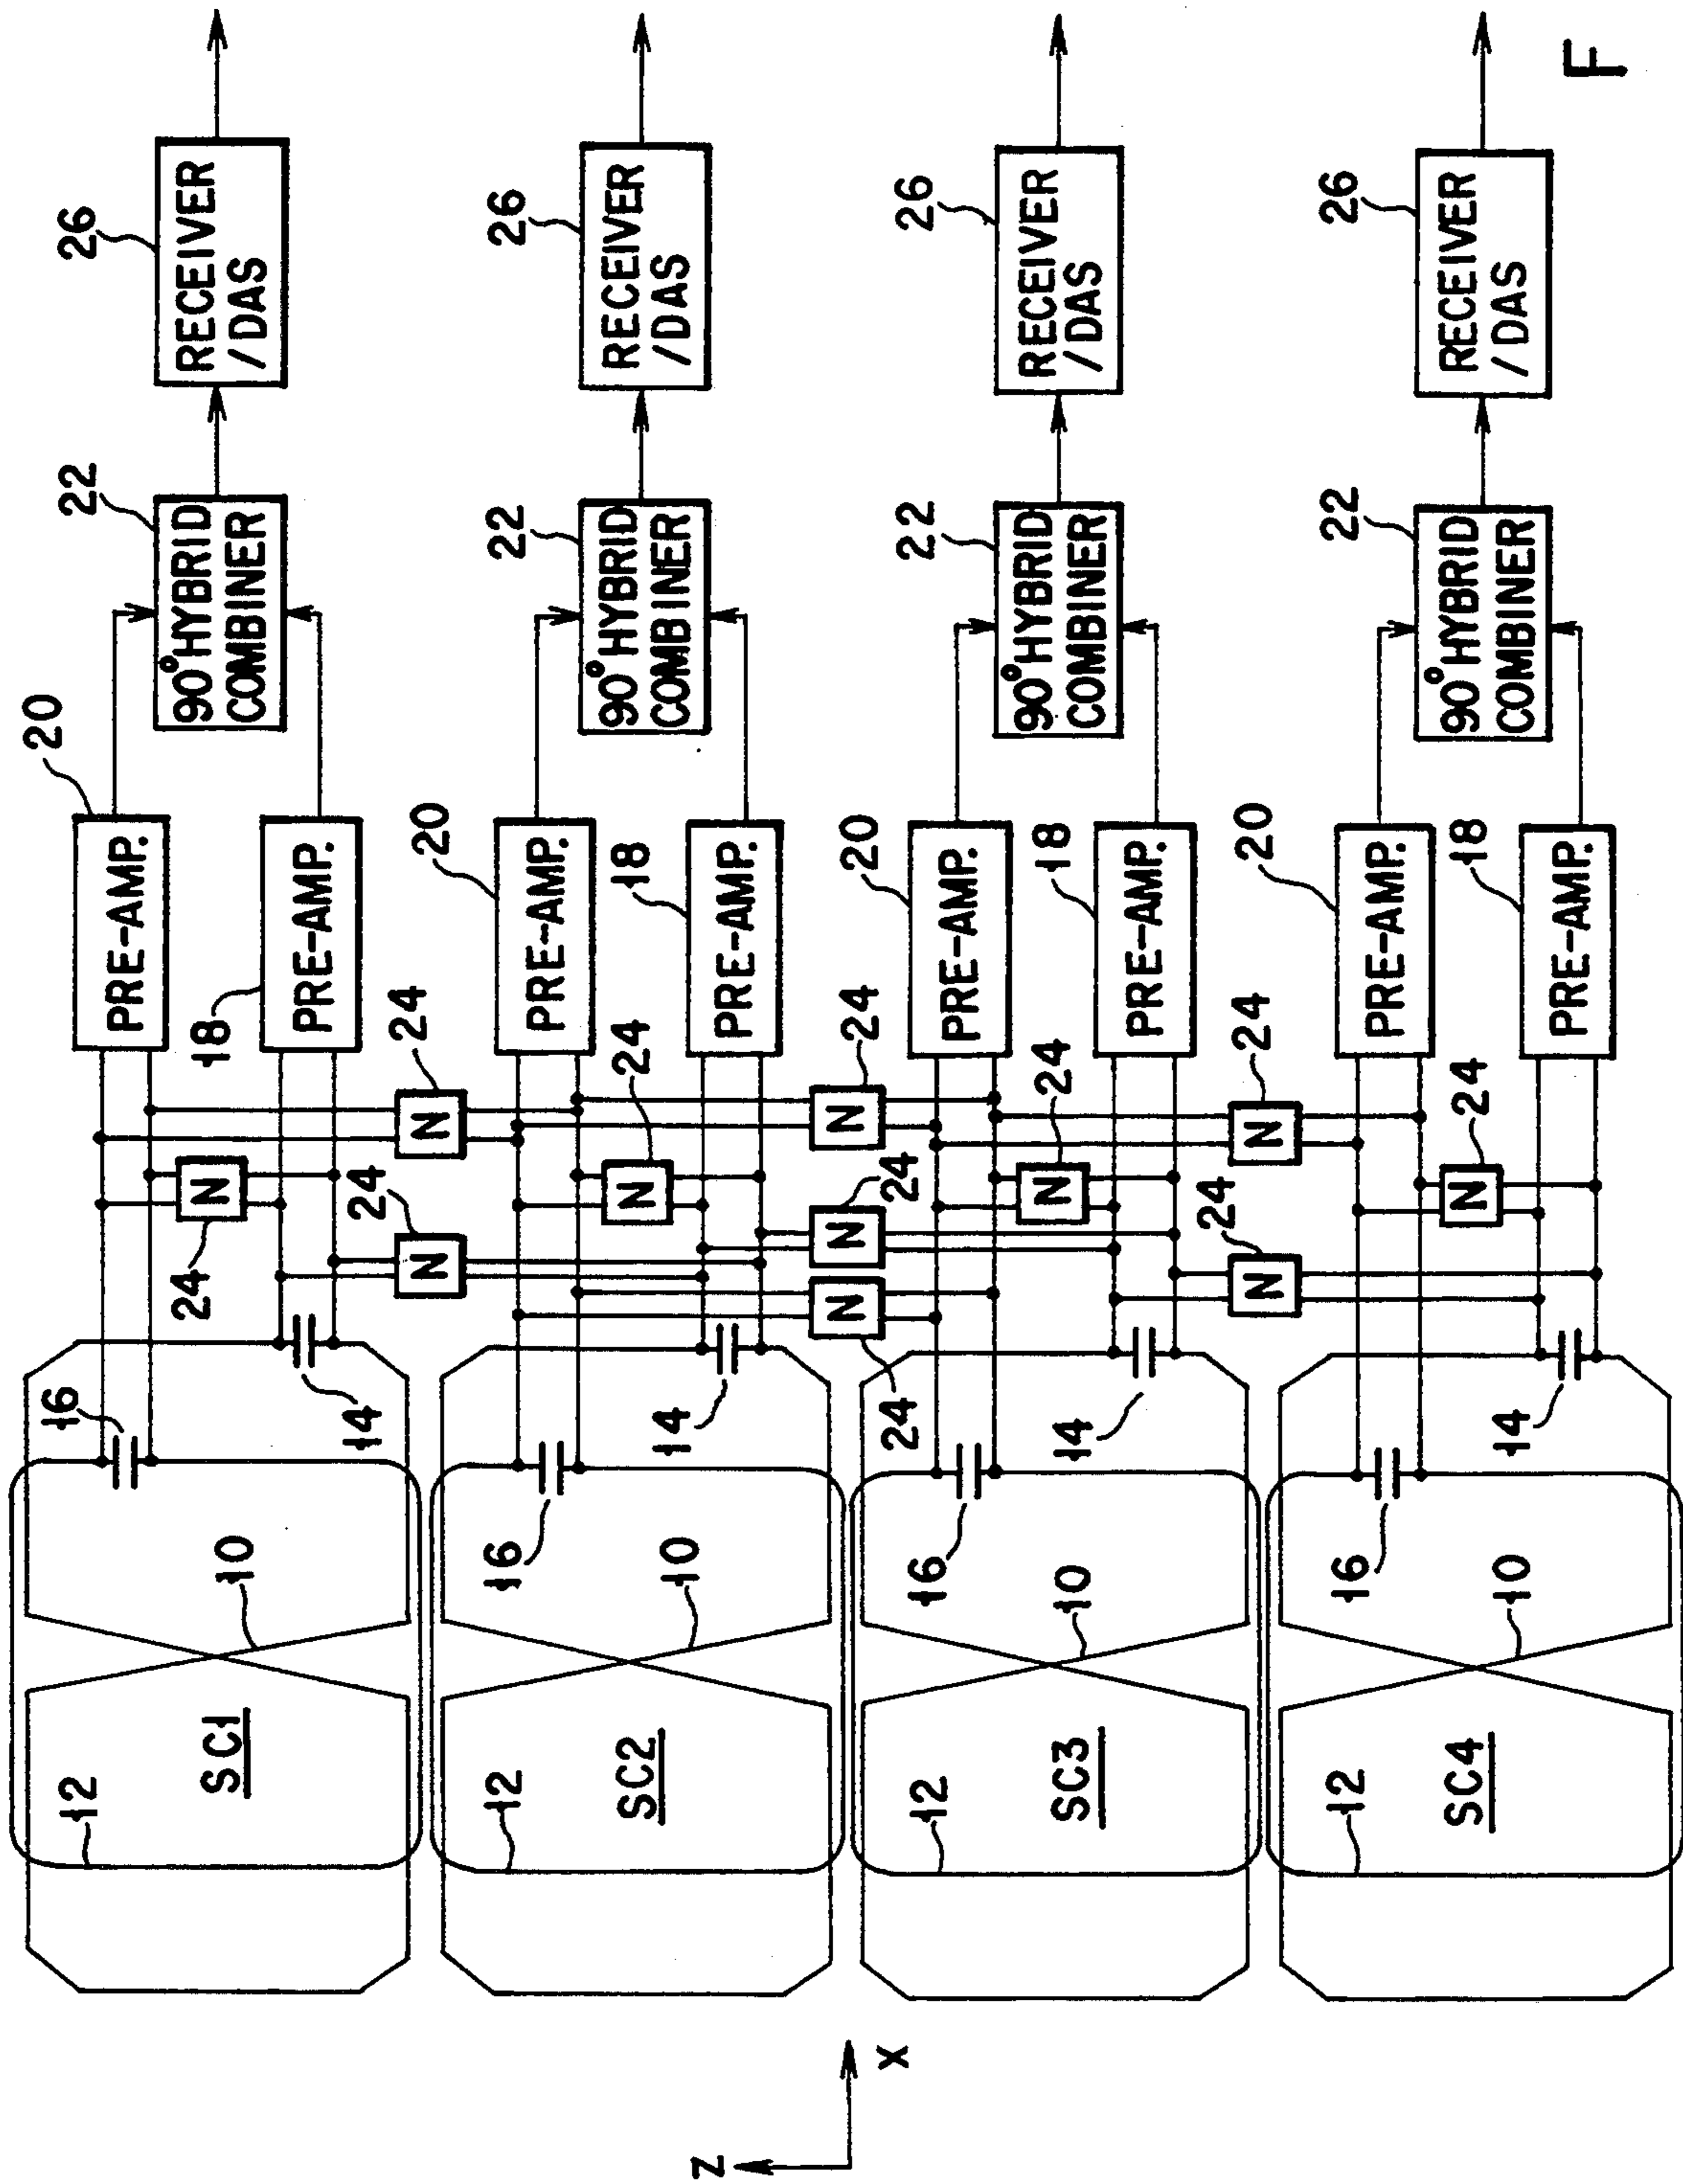 26
RECEIVER
/DAS
22
90° HYBRID
COMBINER
20
PRE-AMP.
18
PRE-AMP.
24
24
24
16
14
10
12
SC1
26
RECEIVER
/DAS
22
90° HYBRID
COMBINER
20
PRE-AMP.
18
PRE-AMP.
24
24
24
24
16
14
10
12
SC2
26
RECEIVER
/DAS
22
90° HYBRID
COMBINER
20
PRE-AMP.
18
PRE-AMP.
24
24
24
16
14
10
12
SC3
26
RECEIVER
/DAS
22
90° HYBRID
COMBINER
20
PRE-AMP.
18
PRE-AMP.
24
16
14
10
12
SC4
N
N
N
N
N
N
N
N
N
N
N
Z
X
F